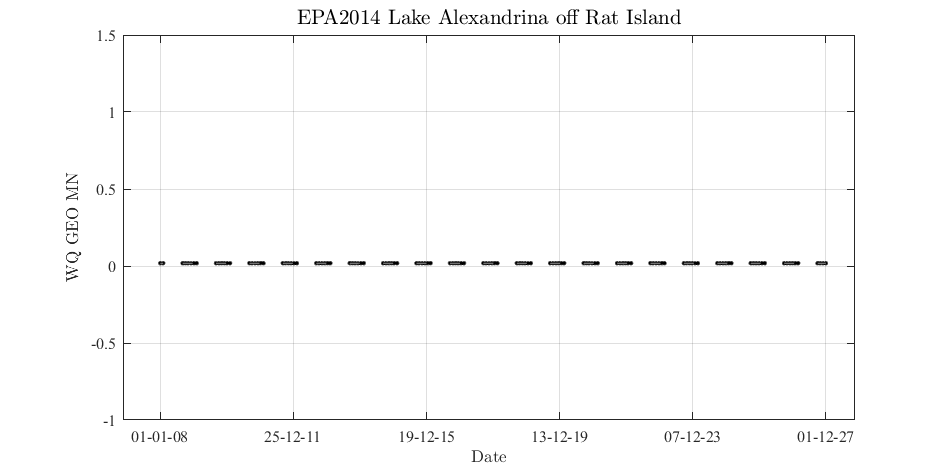 EPA2014 Lake Alexandrina off Rat Island
1.5
1
0.5
0
-0.5
-1
WQ GEO MN
01-01-08 25-12-11 19-12-15 13-12-19 07-12-23 01-12-27
Date